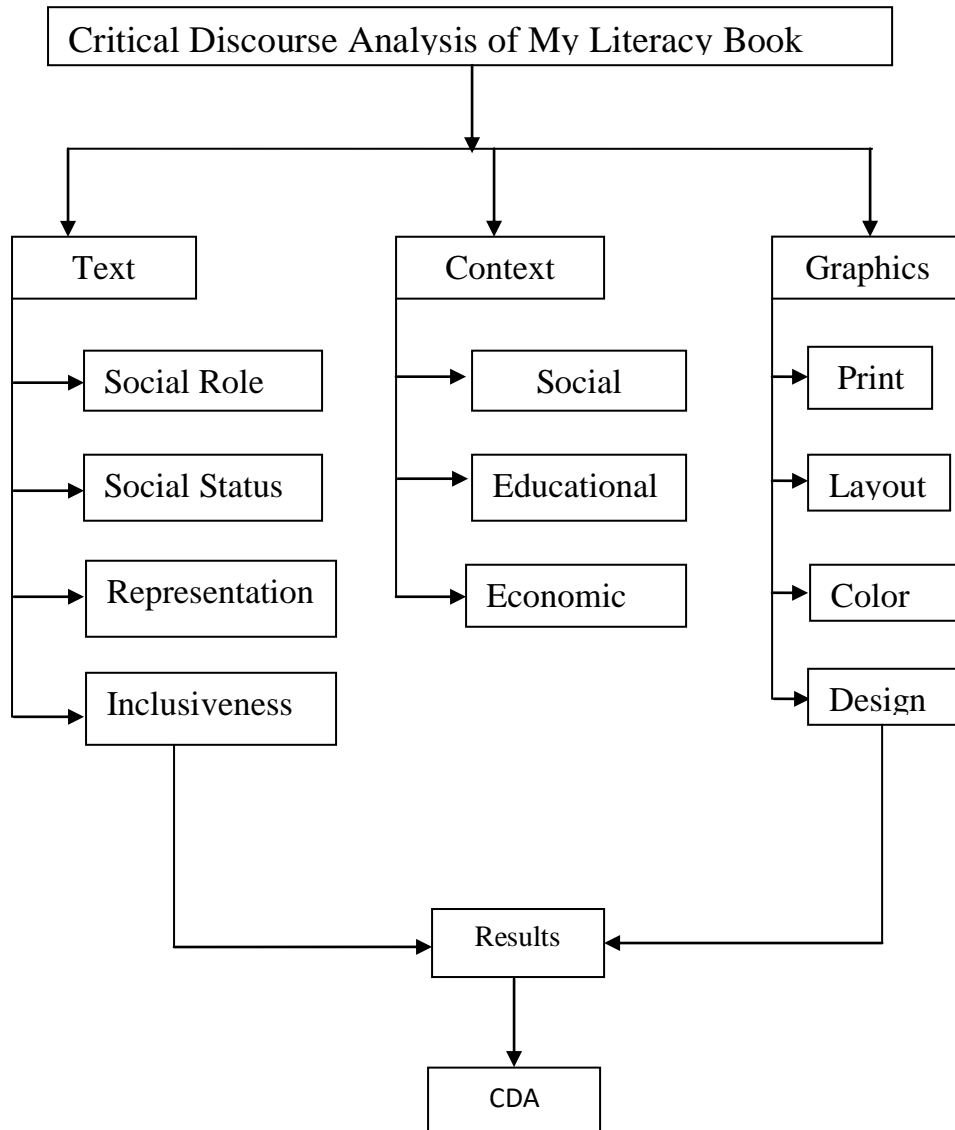 Critical Discourse Analysis of My Literacy Book
Text
Context
Graphics
Social Role
Social
Print
Social Status
Educational
Layout
Representation
Economic
Color
Inclusiveness
Design
Results
CDA